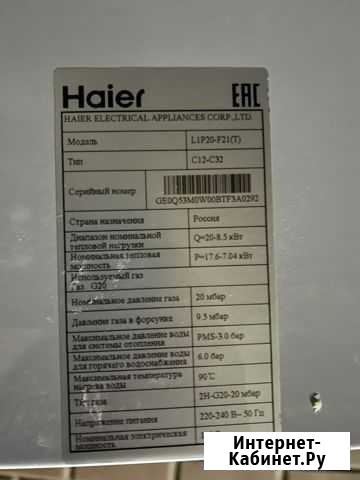 Haier EAC
HAIER ELECTRICAL APPLIANCES CORP.,LTD.
Модель L1P20-F21(T)
Тип C12-C32
Серийный номер GE0Q53M0W00BTF3A0292
Страна назначения Россия
Диапазон номинальной тепловой нагрузки Q=20-8.5 кВт
Номинальная тепловая мощность P=17.6-7.04 кВт
Используемый газ
Газ G20
Номинальное давление газа 20 мбар
Давление газа в форсунке 9.5 мбар
Максимальное давление воды для системы отопления PMS-3.0 бар
Максимальное давление воды для горячего водоснабжения 6.0 бар
Максимальная температура нагрева воды 90℃
Тип газа 2H-G20-20 мбар
Напряжение питания 220-240 В~ 50 Гц
Номинальная электрическая мощность
Интернет-
Кабинет.Ру